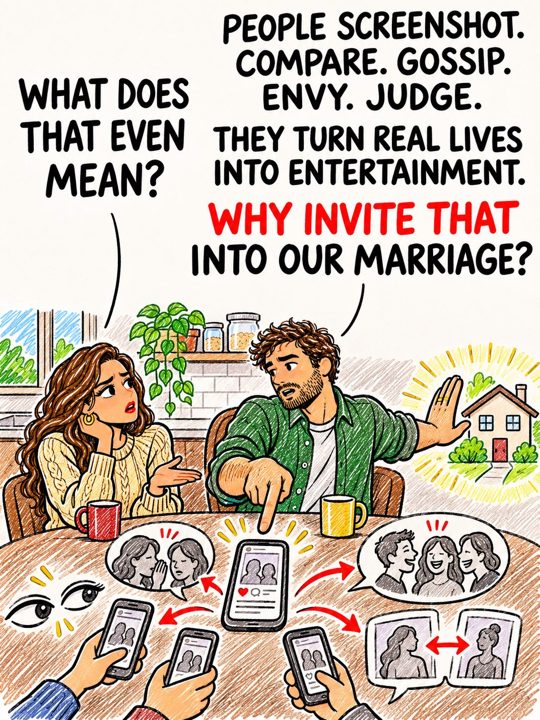 WHAT DOES
THAT EVEN
MEAN?
PEOPLE SCREENSHOT.
COMPARE. GOSSIP.
ENVY. JUDGE.
THEY TURN REAL LIVES
INTO ENTERTAINMENT.
WHY INVITE THAT
INTO OUR MARRIAGE?